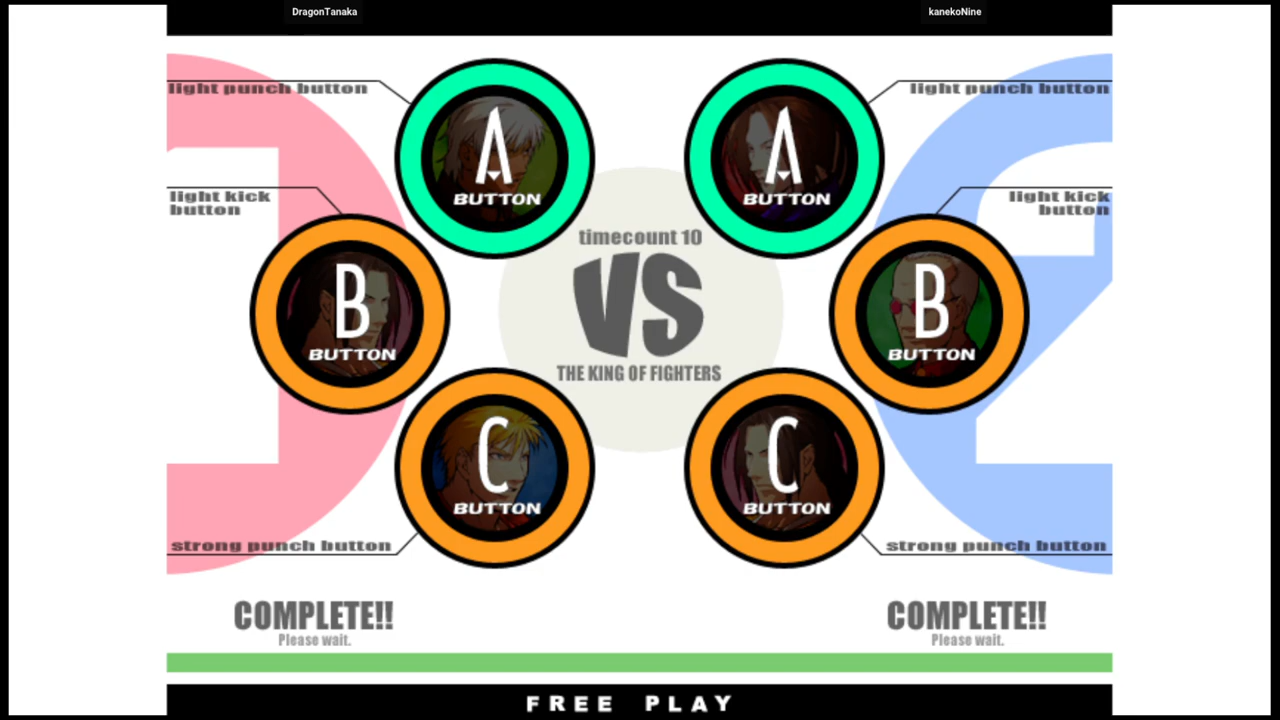 DragonTanaka
kanekoNine
light punch button
light punch button
A
BUTTON
A
BUTTON
light kick
button
light kick
button
timecount 10
VS
THE KING OF FIGHTERS
B
BUTTON
B
BUTTON
C
BUTTON
C
BUTTON
strong punch button
strong punch button
COMPLETE!!
Please wait.
COMPLETE!!
Please wait.
FREE PLAY
1
2